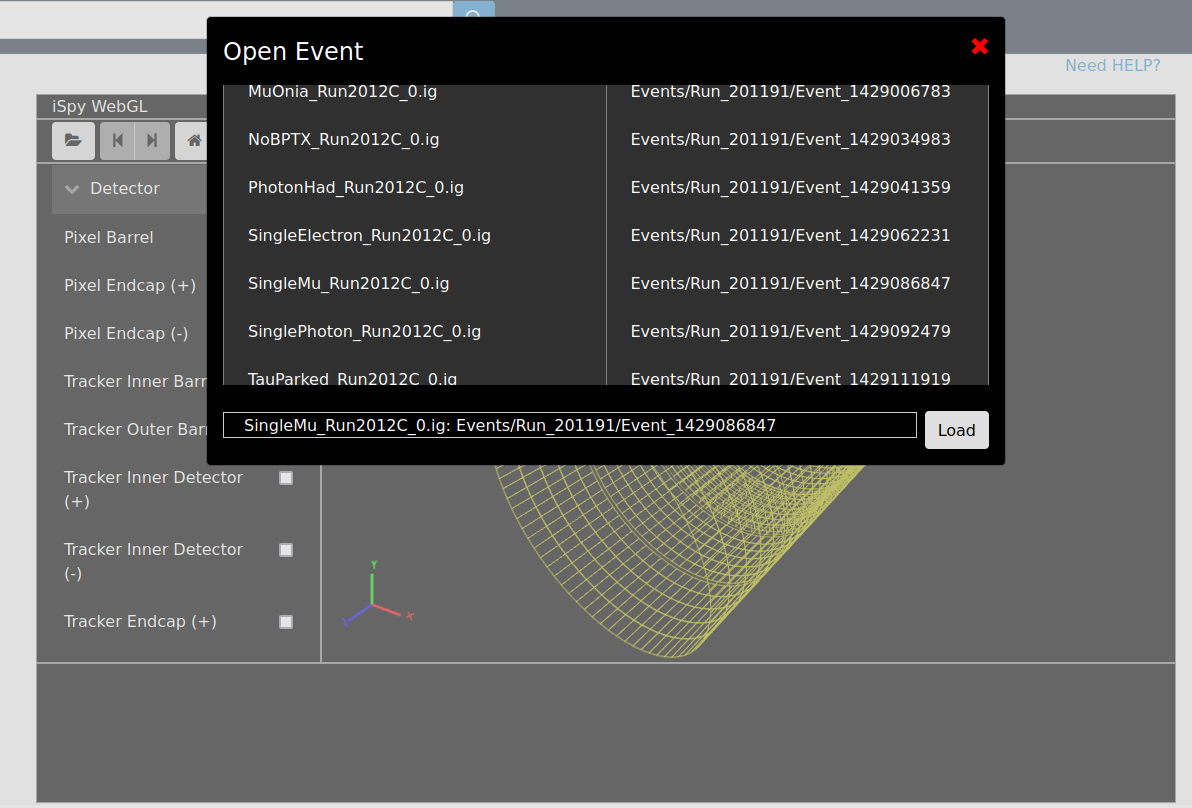 Open Event
Need HELP?
iSpy WebGL
MuOnia_Run2012C_0.ig
Events/Run_201191/Event_1429006783
NoBPTX_Run2012C_0.ig
Events/Run_201191/Event_1429034983
PhotonHad_Run2012C_0.ig
Events/Run_201191/Event_1429041359
SingleElectron_Run2012C_0.ig
Events/Run_201191/Event_1429062231
SingleMu_Run2012C_0.ig
Events/Run_201191/Event_1429086847
SinglePhoton_Run2012C_0.ig
Events/Run_201191/Event_1429092479
TauParked_Run2012C_0.ig
Events/Run_201191/Event_1429111919
SingleMu_Run2012C_0.ig: Events/Run_201191/Event_1429086847
Load
Detector
Pixel Barrel
Pixel Endcap (+)
Pixel Endcap (-)
Tracker Inner Barr
Tracker Outer Barr
Tracker Inner Detector
(+)
Tracker Inner Detector
(-)
Tracker Endcap (+)
Y
X
Z